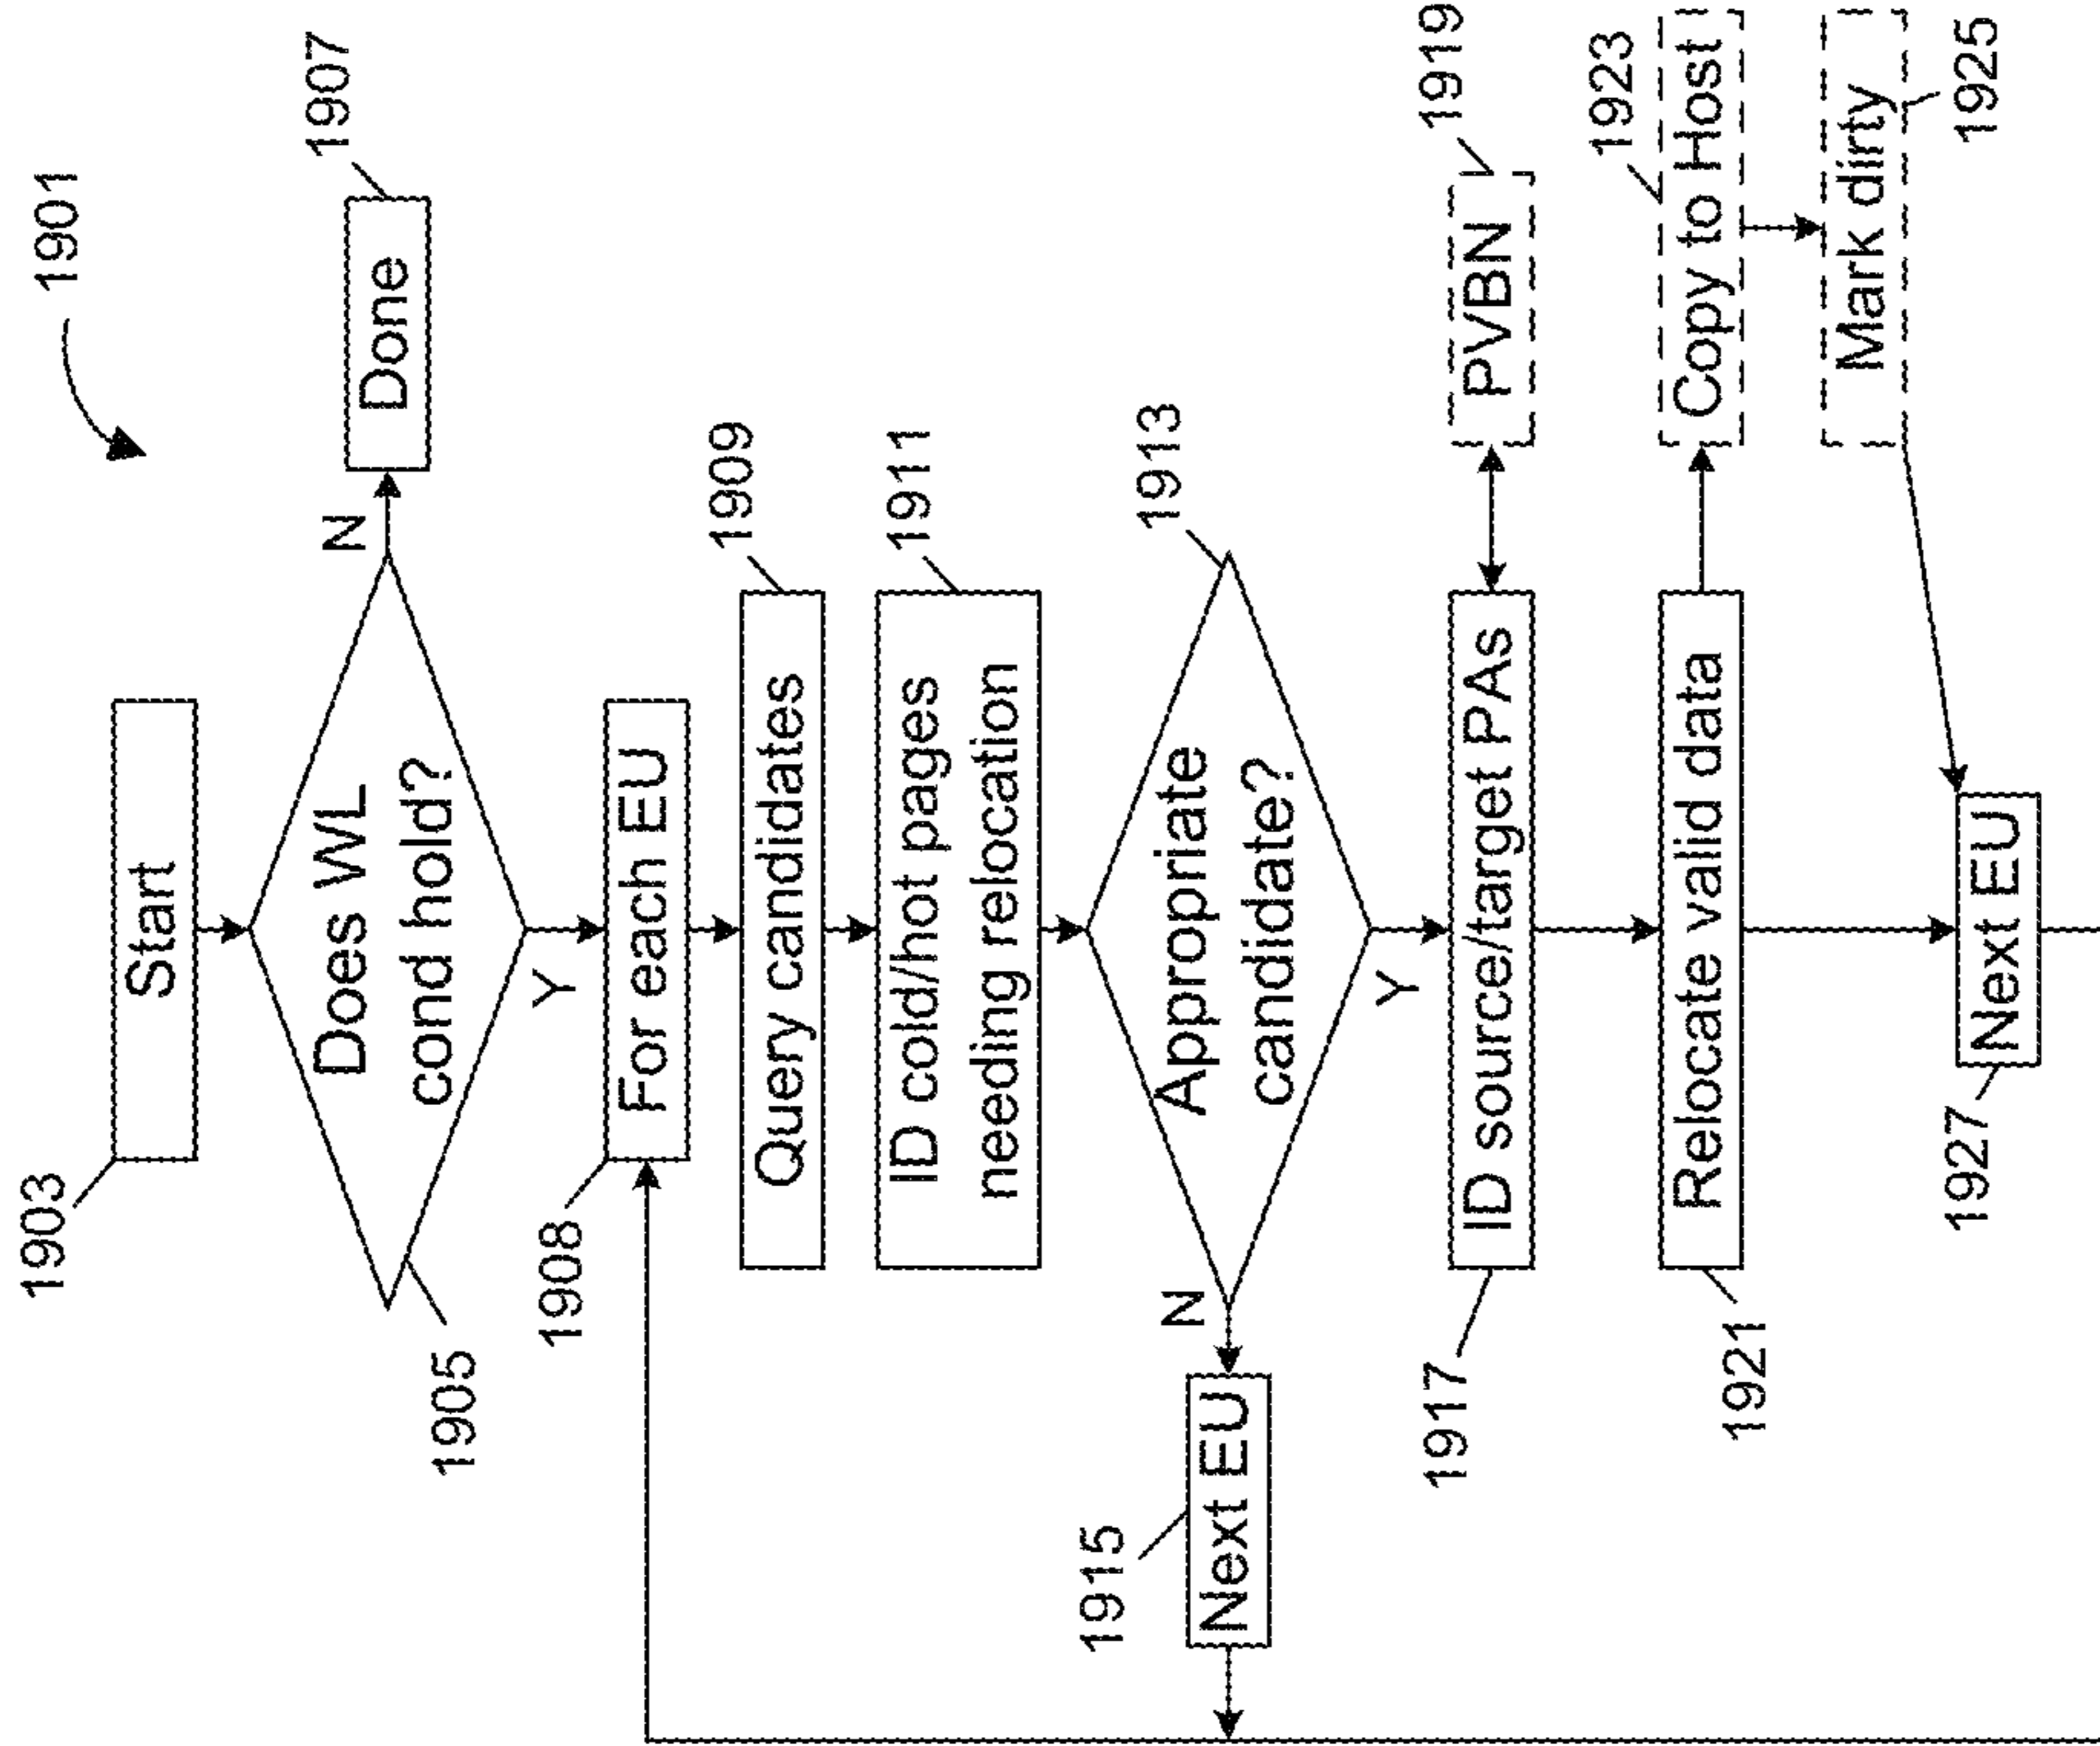 1901
1903
Start
Does WL
cond hold?
N
Done
1907
1905
Y
1908
For each EU
Query candidates
1909
ID cold/hot pages
needing relocation
1911
Appropriate
candidate?
1913
N
Next EU
1915
Y
ID source/target PAs
1917
PVBN
1919
Relocate valid data
1921
Copy to Host
1923
Mark dirty
1925
Next EU
1927